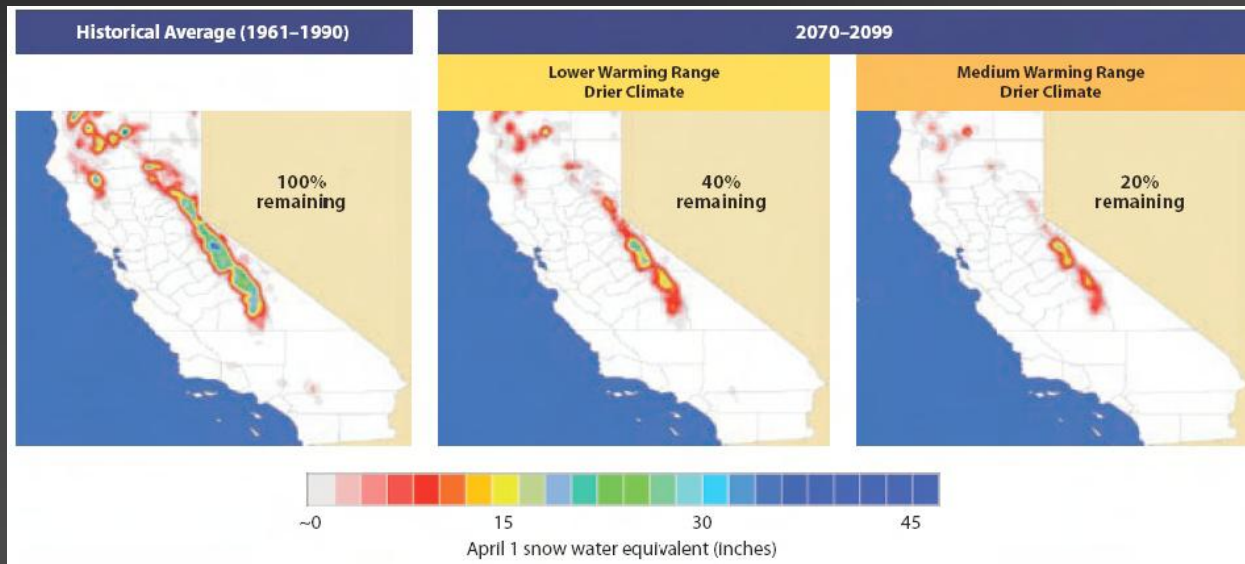 Historical Average (1961–1990)
2070–2099
Lower Warming Range
Drier Climate
Medium Warming Range
Drier Climate
100%
remaining
40%
remaining
20%
remaining
~0
15
30
45
April 1 snow water equivalent (inches)